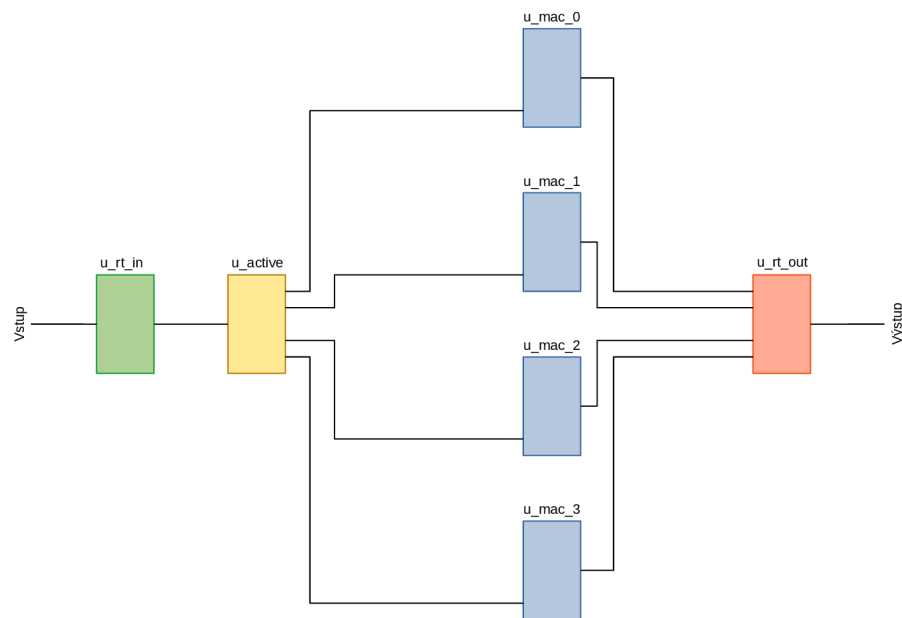 u_mac_0
u_mac_1
u_rt_in
u_active
u_rt_out
Vstup
Výstup
u_mac_2
u_mac_3